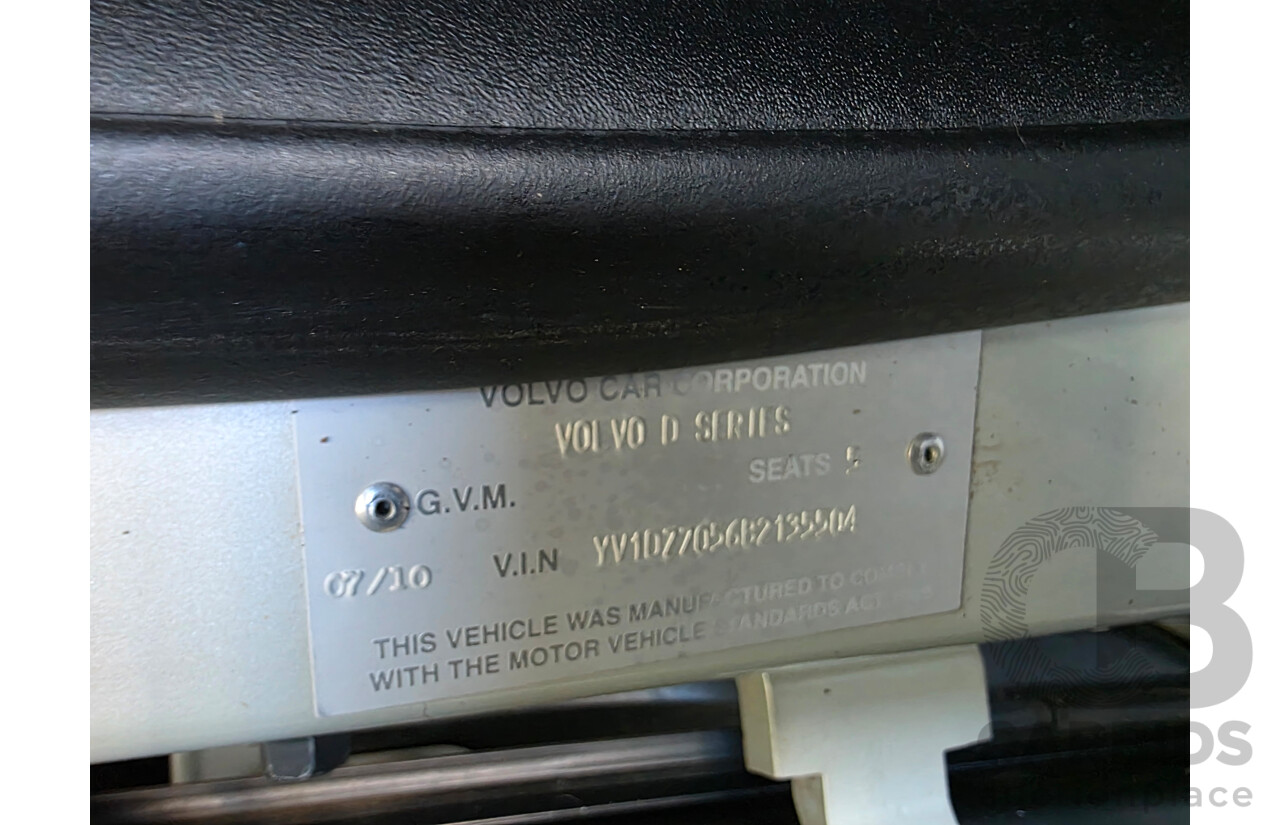 VOLVO CAR CORPORATION
VOLVO D SERIES
SEATS 5
G.V.M.
07/10 V.I.N YV1DZ7056B2135504
THIS VEHICLE WAS MANUFACTURED TO COMPLY
WITH THE MOTOR VEHICLE STANDARDS ACT